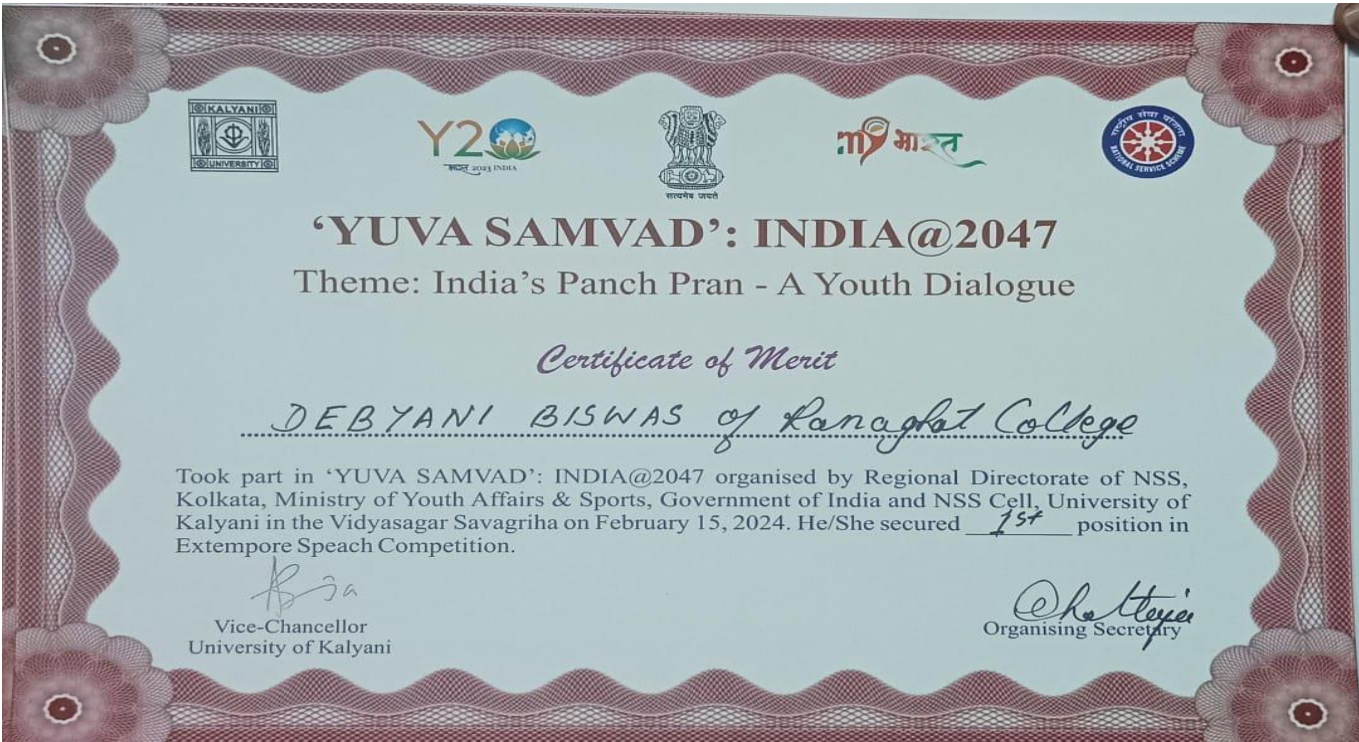 KALYANI
UNIVERSITY
Y20
भारत 2023 INDIA
सत्यमेव जयते
my भारत
राष्ट्रीय सेवा योजना
NATIONAL SERVICE SCHEME
‘YUVA SAMVAD’: INDIA@2047
Theme: India’s Panch Pran - A Youth Dialogue
Certificate of Merit
DEBYANI BISWAS of Ranaghat College
Took part in ‘YUVA SAMVAD’: INDIA@2047 organised by Regional Directorate of NSS,
Kolkata, Ministry of Youth Affairs & Sports, Government of India and NSS Cell, University of
Kalyani in the Vidyasagar Savagriha on February 15, 2024. He/She secured 1st position in
Extempore Speach Competition.
Vice-Chancellor
University of Kalyani
Chatterjee
Organising Secretary